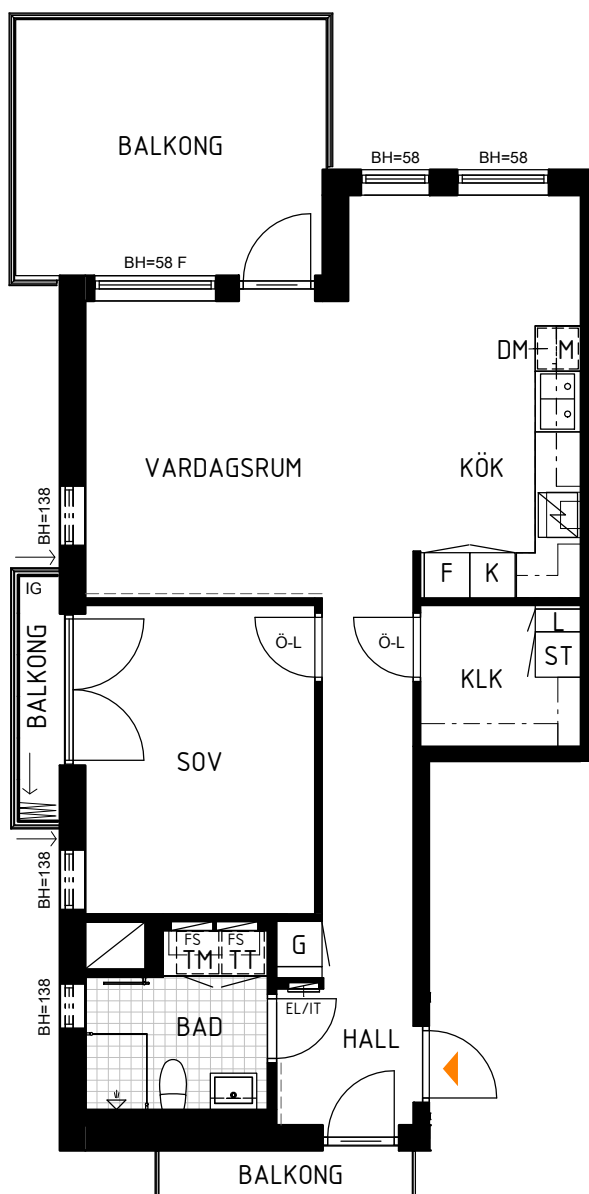 BALKONG
BH=58
BH=58
BH=58 F
DM
M
VARDAGSRUM
KÖK
BH=138
F
K
IG
BALKONG
Ö-L
Ö-L
L
ST
KLK
SOV
BH=138
FS
FS
TM
TT
G
BH=138
EL/IT
BAD
HALL
BALKONG